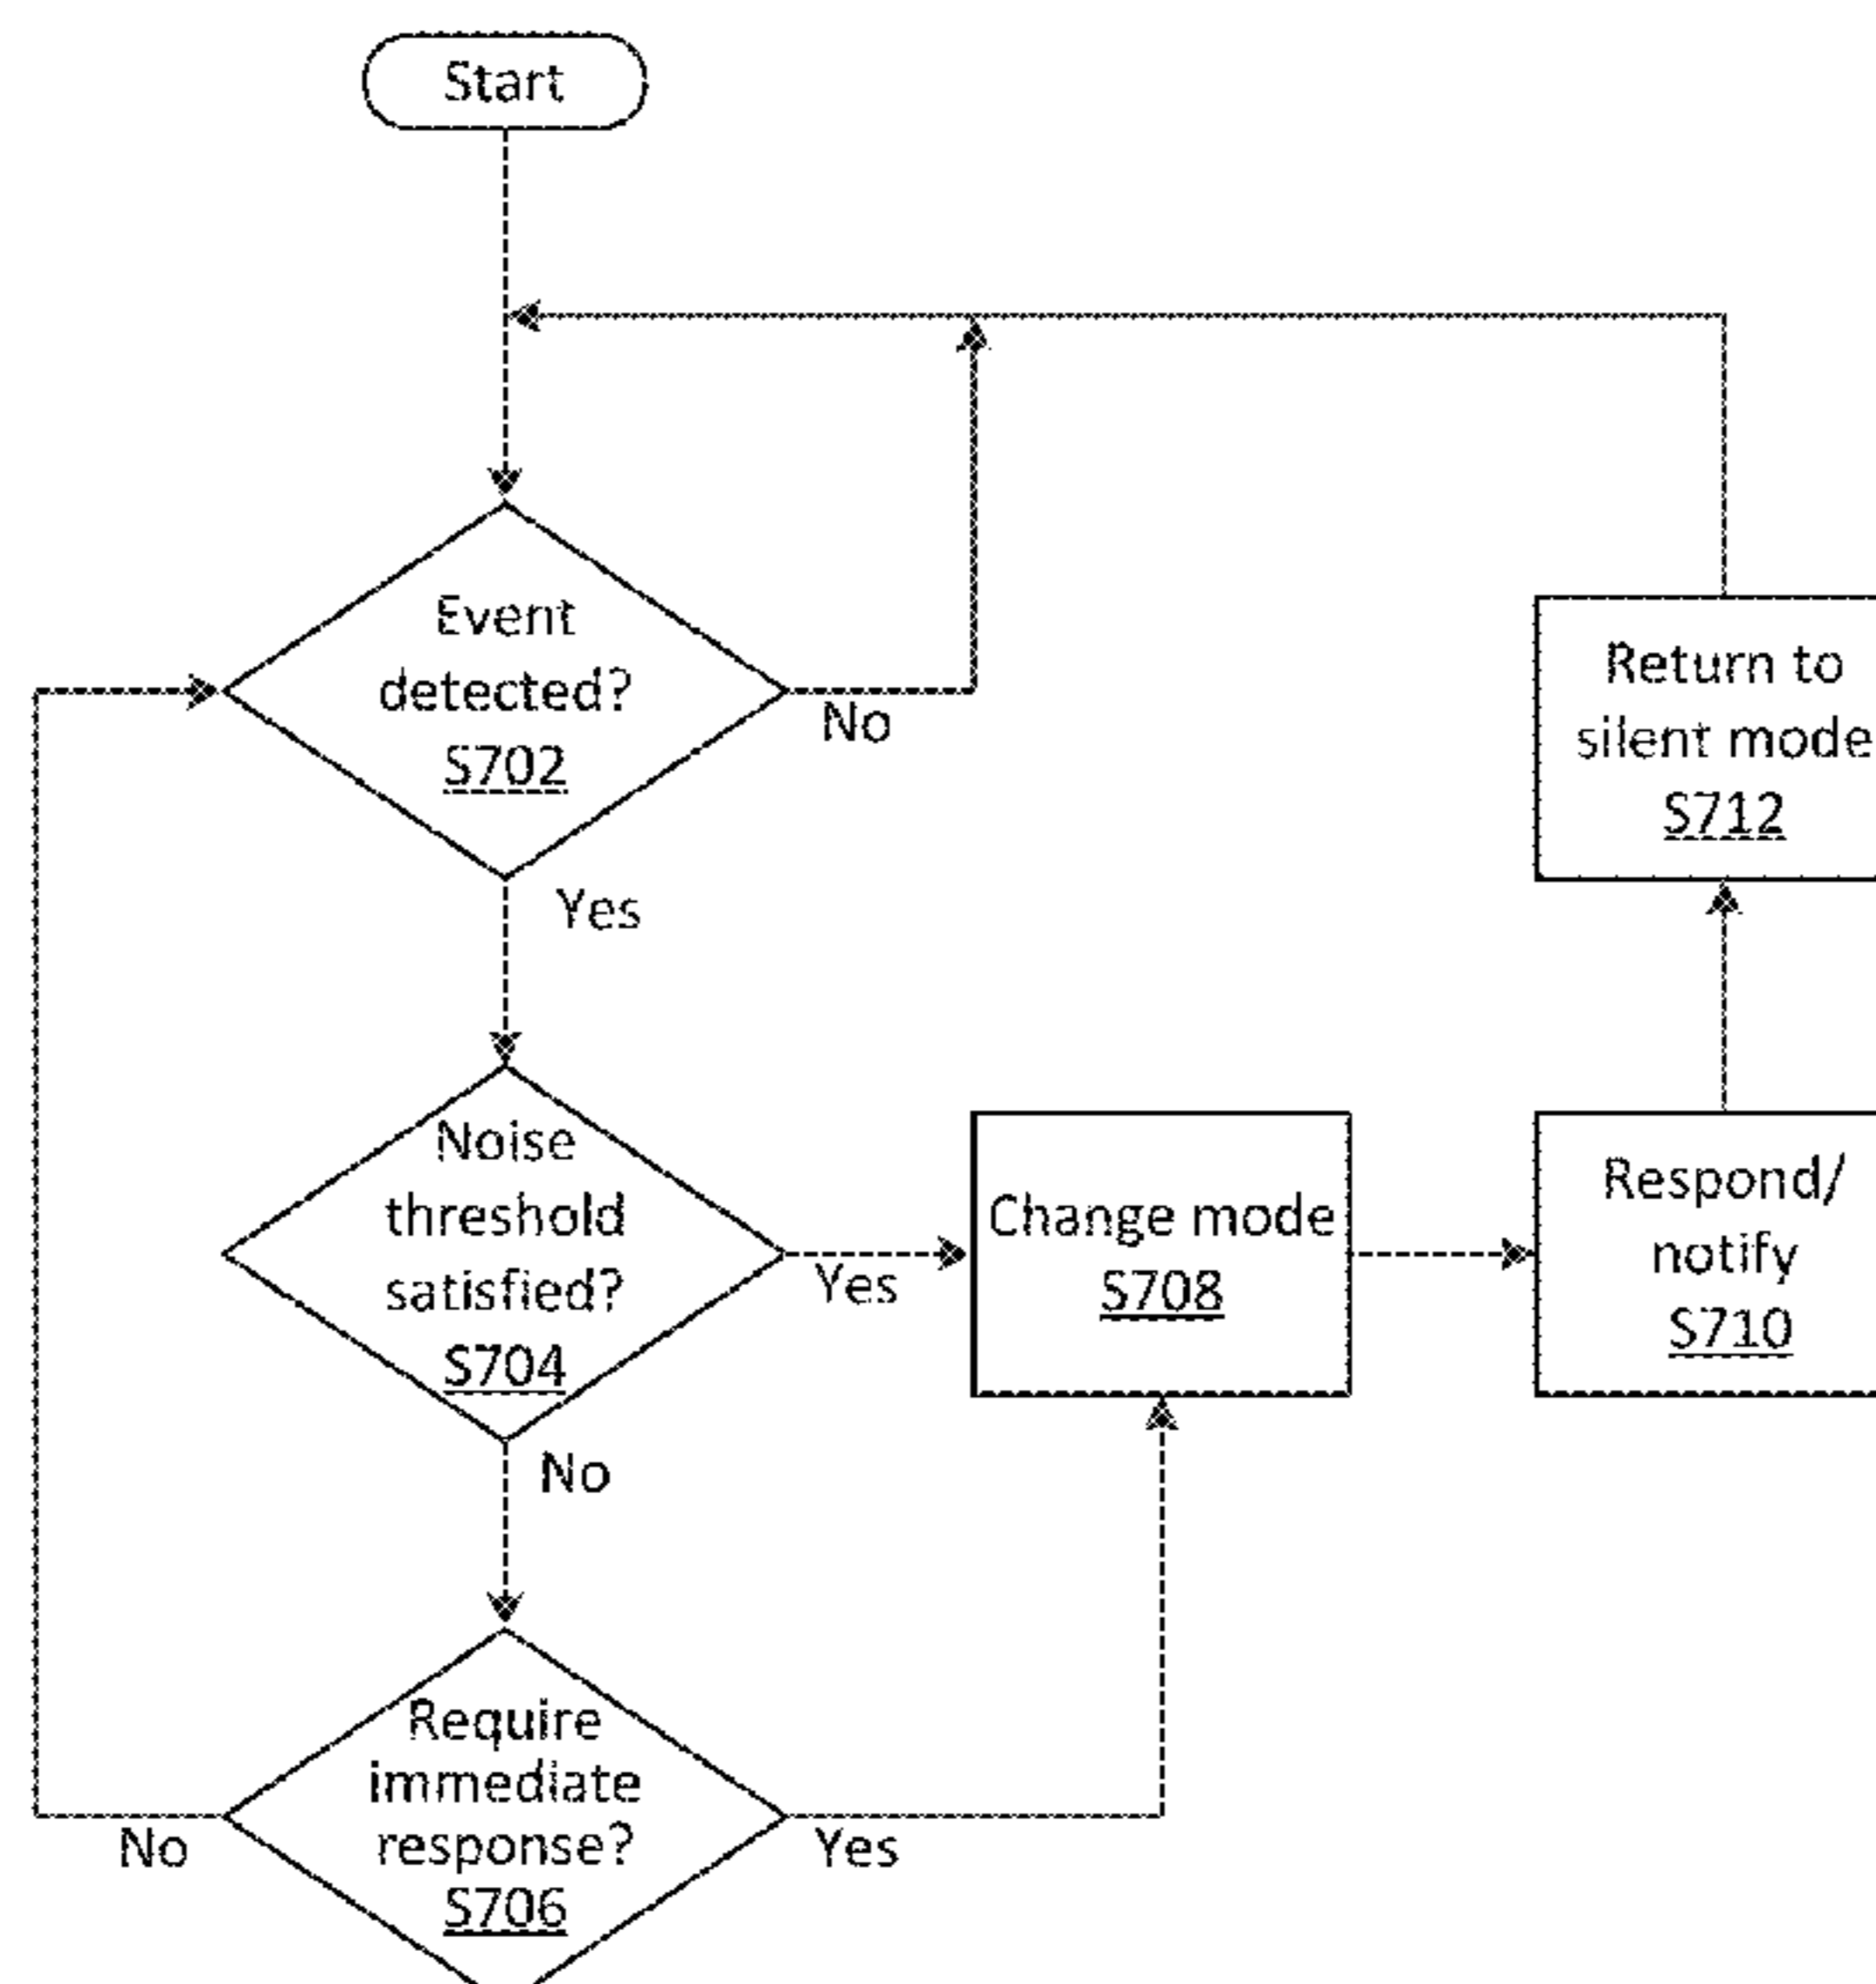 Start
Event
detected?
S702
No
Yes
Return to
silent mode
S712
Noise
threshold
satisfied?
S704
Yes
No
Change mode
S708
Respond/
notify
S710
Require
immediate
response?
S706
No
Yes